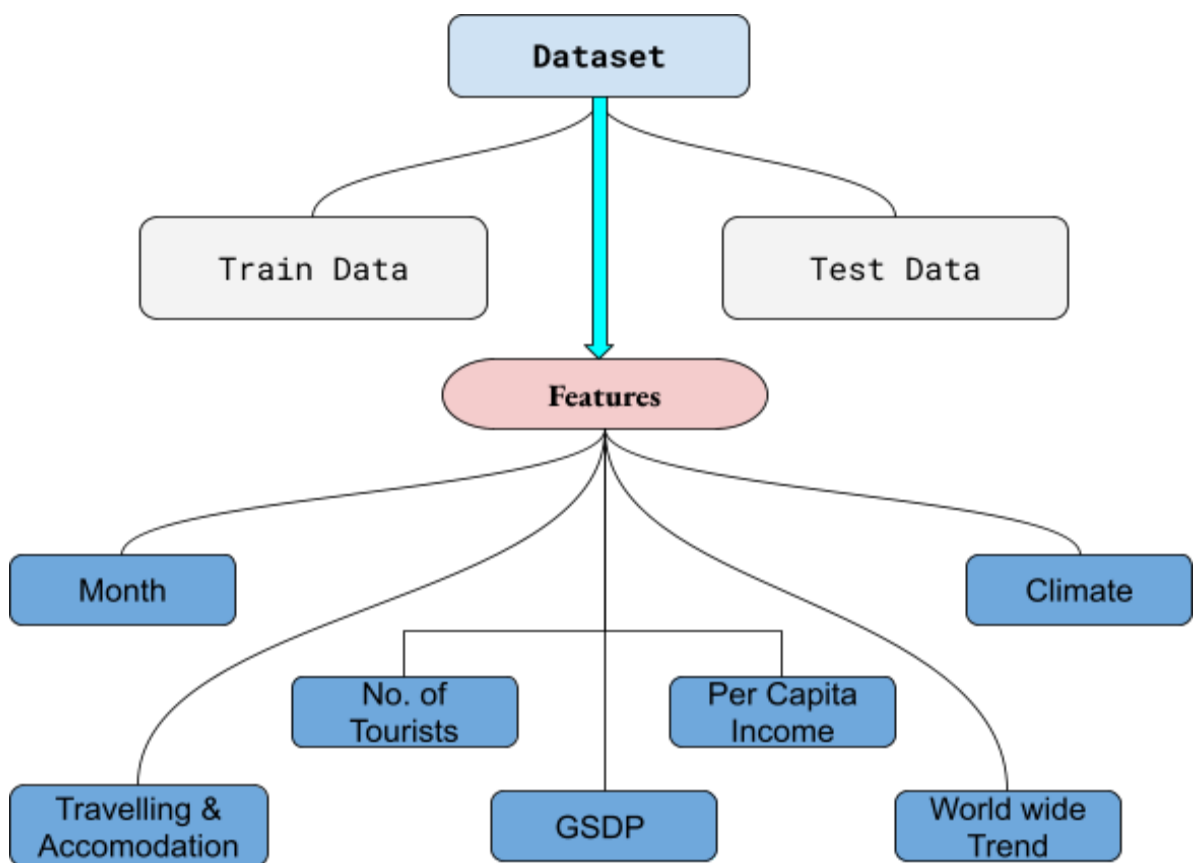 Dataset
Train Data
Test Data
Features
Month
Climate
No. of
Tourists
Per Capita
Income
Travelling &
Accomodation
GSDP
World wide
Trend